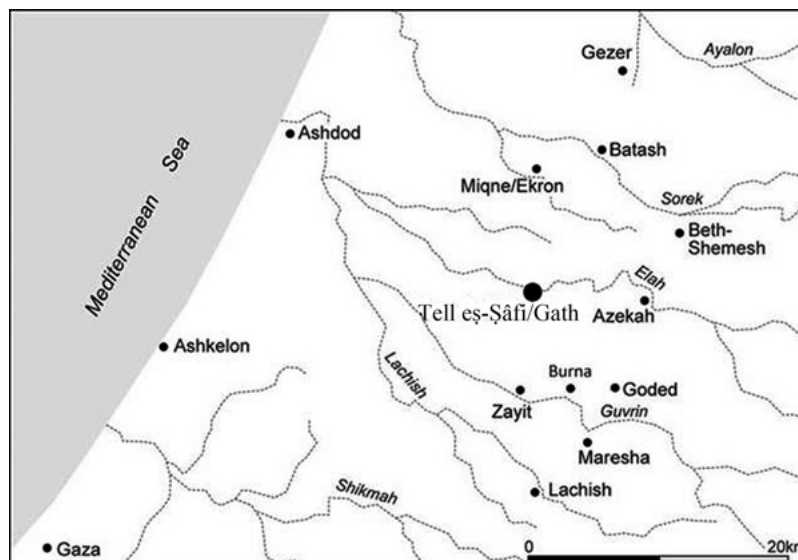 Gezer
Ayalon
Ashdod
Batash
Miqne/Ekron
Sorek
Beth-
Shemesh
Mediterranean Sea
Elah
Tell eṣ-Ṣâfi/Gath
Azekah
Ashkelon
Lachish
Burna
Goded
Zayit
Guvrin
Maresha
Shikmah
Lachish
Gaza
0 20km